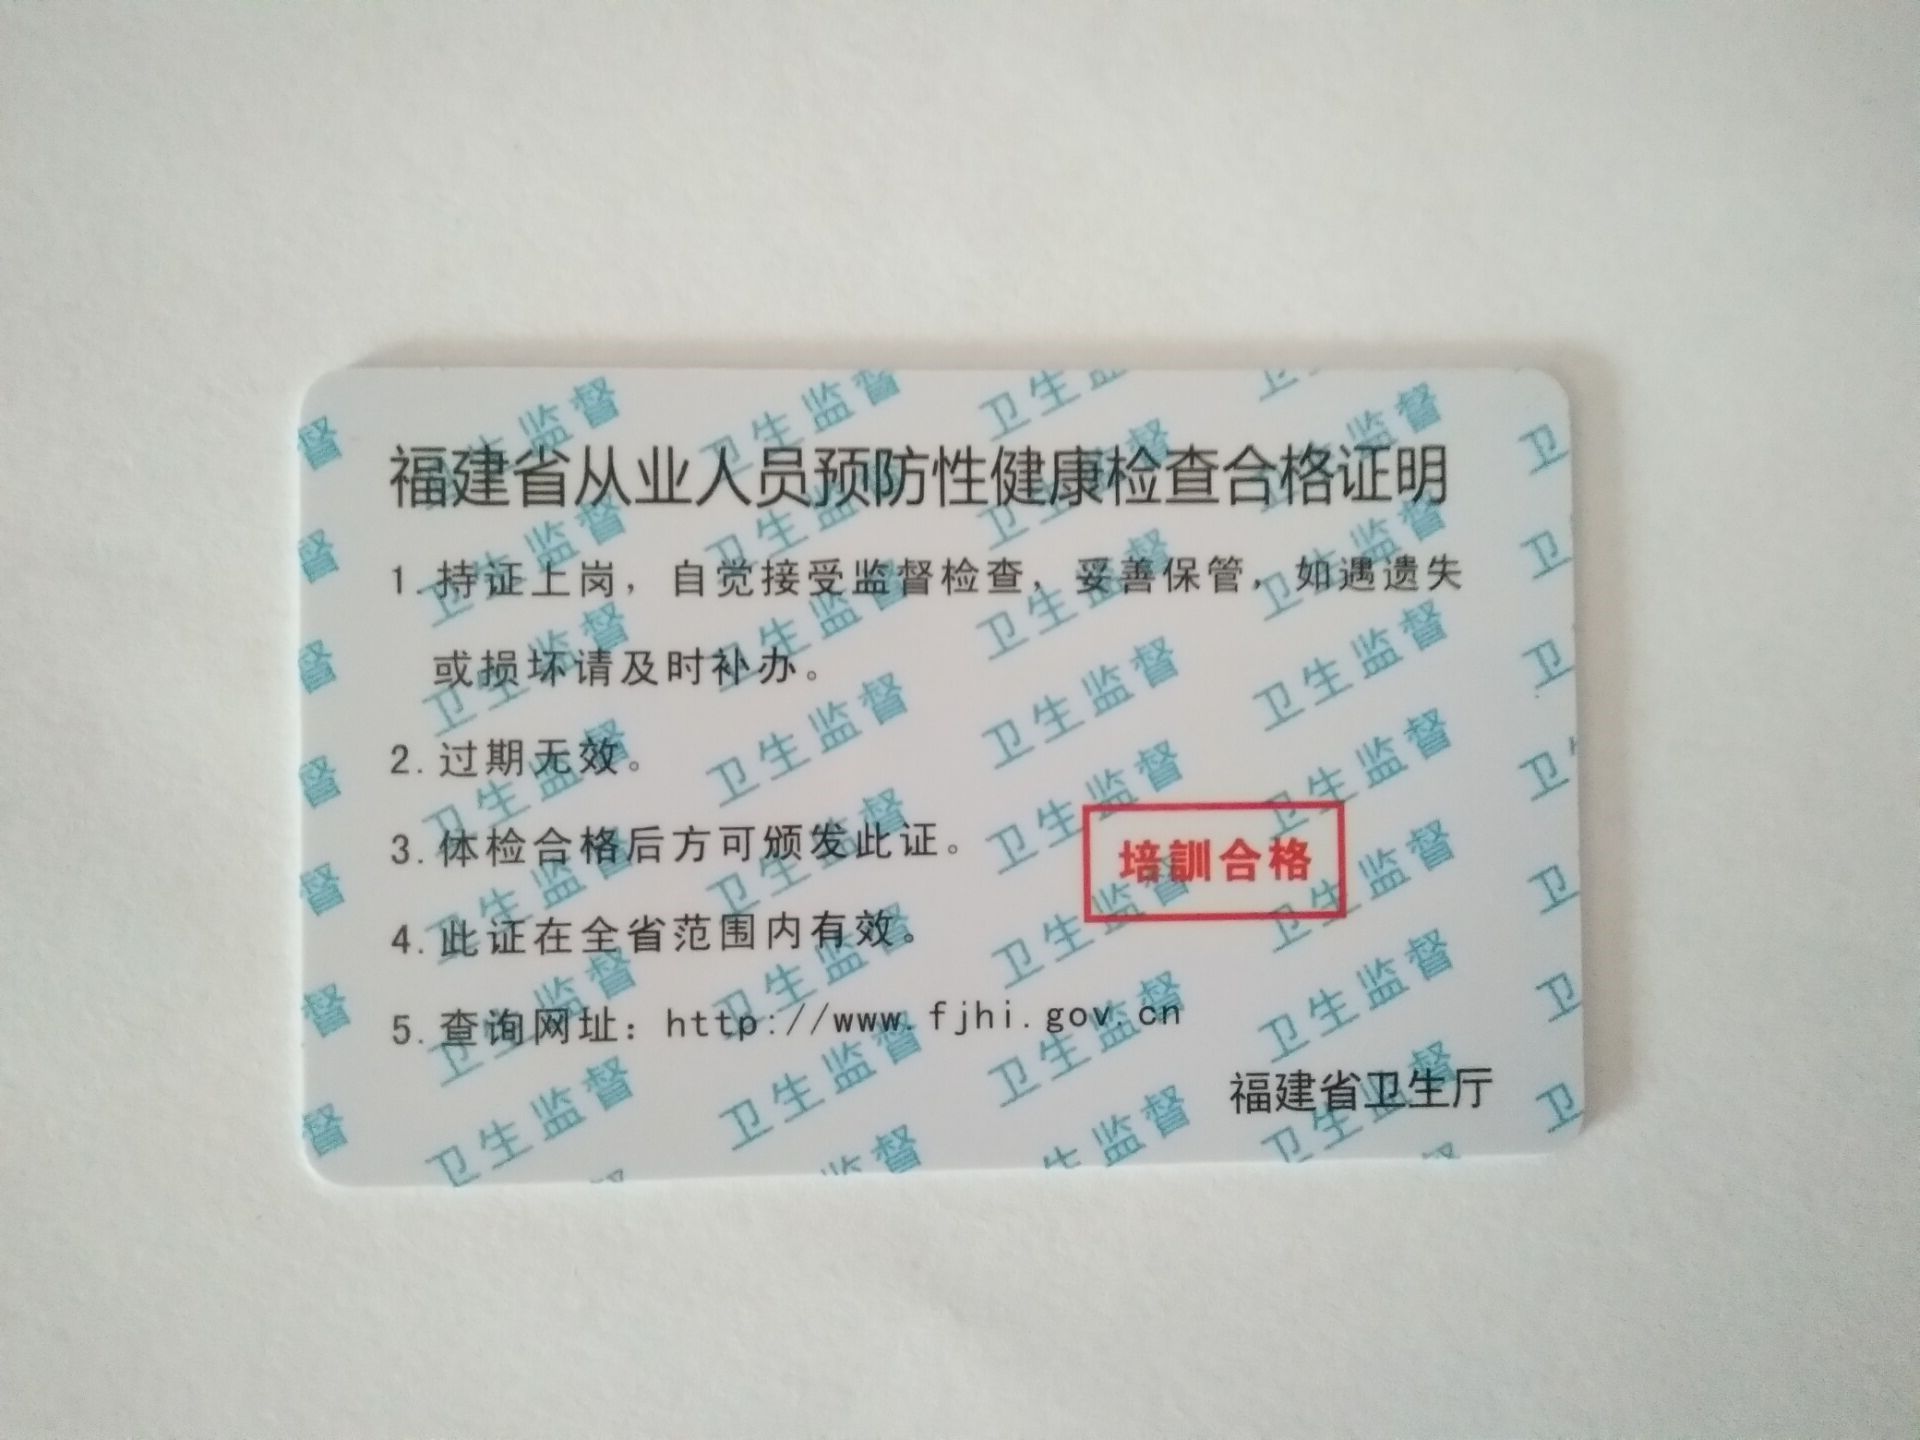 福建省从业人员预防性健康检查合格证明
1.持证上岗，自觉接受监督检查，妥善保管，如遇遗失
或损坏请及时补办。
2.过期无效。
3.体检合格后方可颁发此证。
培訓合格
4.此证在全省范围内有效。
5.查询网址：http://www.fjhi.gov.cn
福建省卫生厅
卫生监督